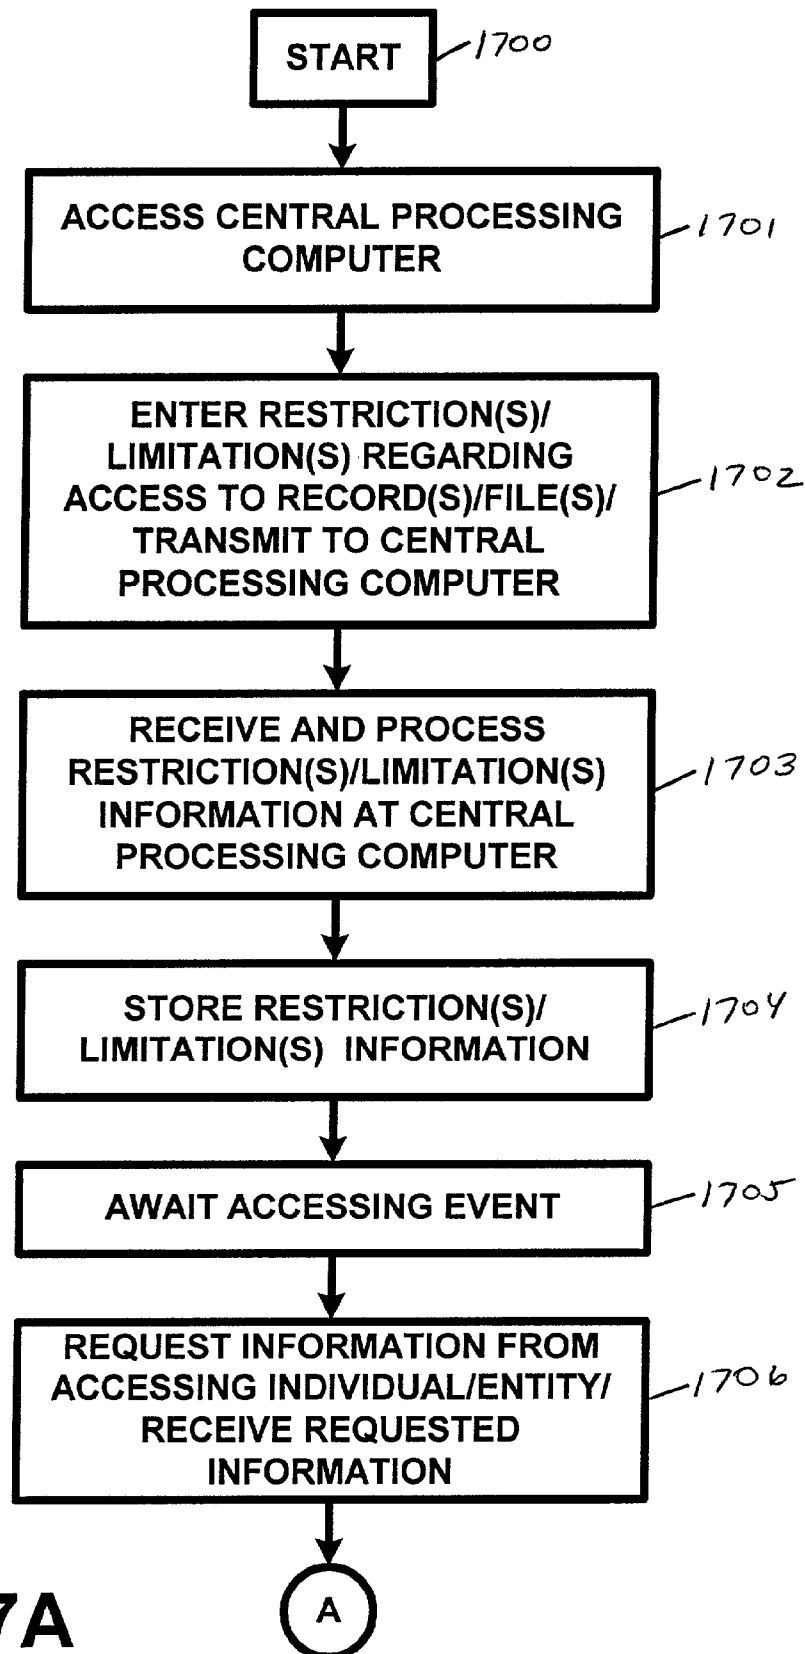 START
1700
ACCESS CENTRAL PROCESSING
COMPUTER
1701
ENTER RESTRICTION(S)/
LIMITATION(S) REGARDING
ACCESS TO RECORD(S)/FILE(S)/
TRANSMIT TO CENTRAL
PROCESSING COMPUTER
1702
RECEIVE AND PROCESS
RESTRICTION(S)/LIMITATION(S)
INFORMATION AT CENTRAL
PROCESSING COMPUTER
1703
STORE RESTRICTION(S)/
LIMITATION(S) INFORMATION
1704
AWAIT ACCESSING EVENT
1705
REQUEST INFORMATION FROM
ACCESSING INDIVIDUAL/ENTITY/
RECEIVE REQUESTED
INFORMATION
1706
A
7A